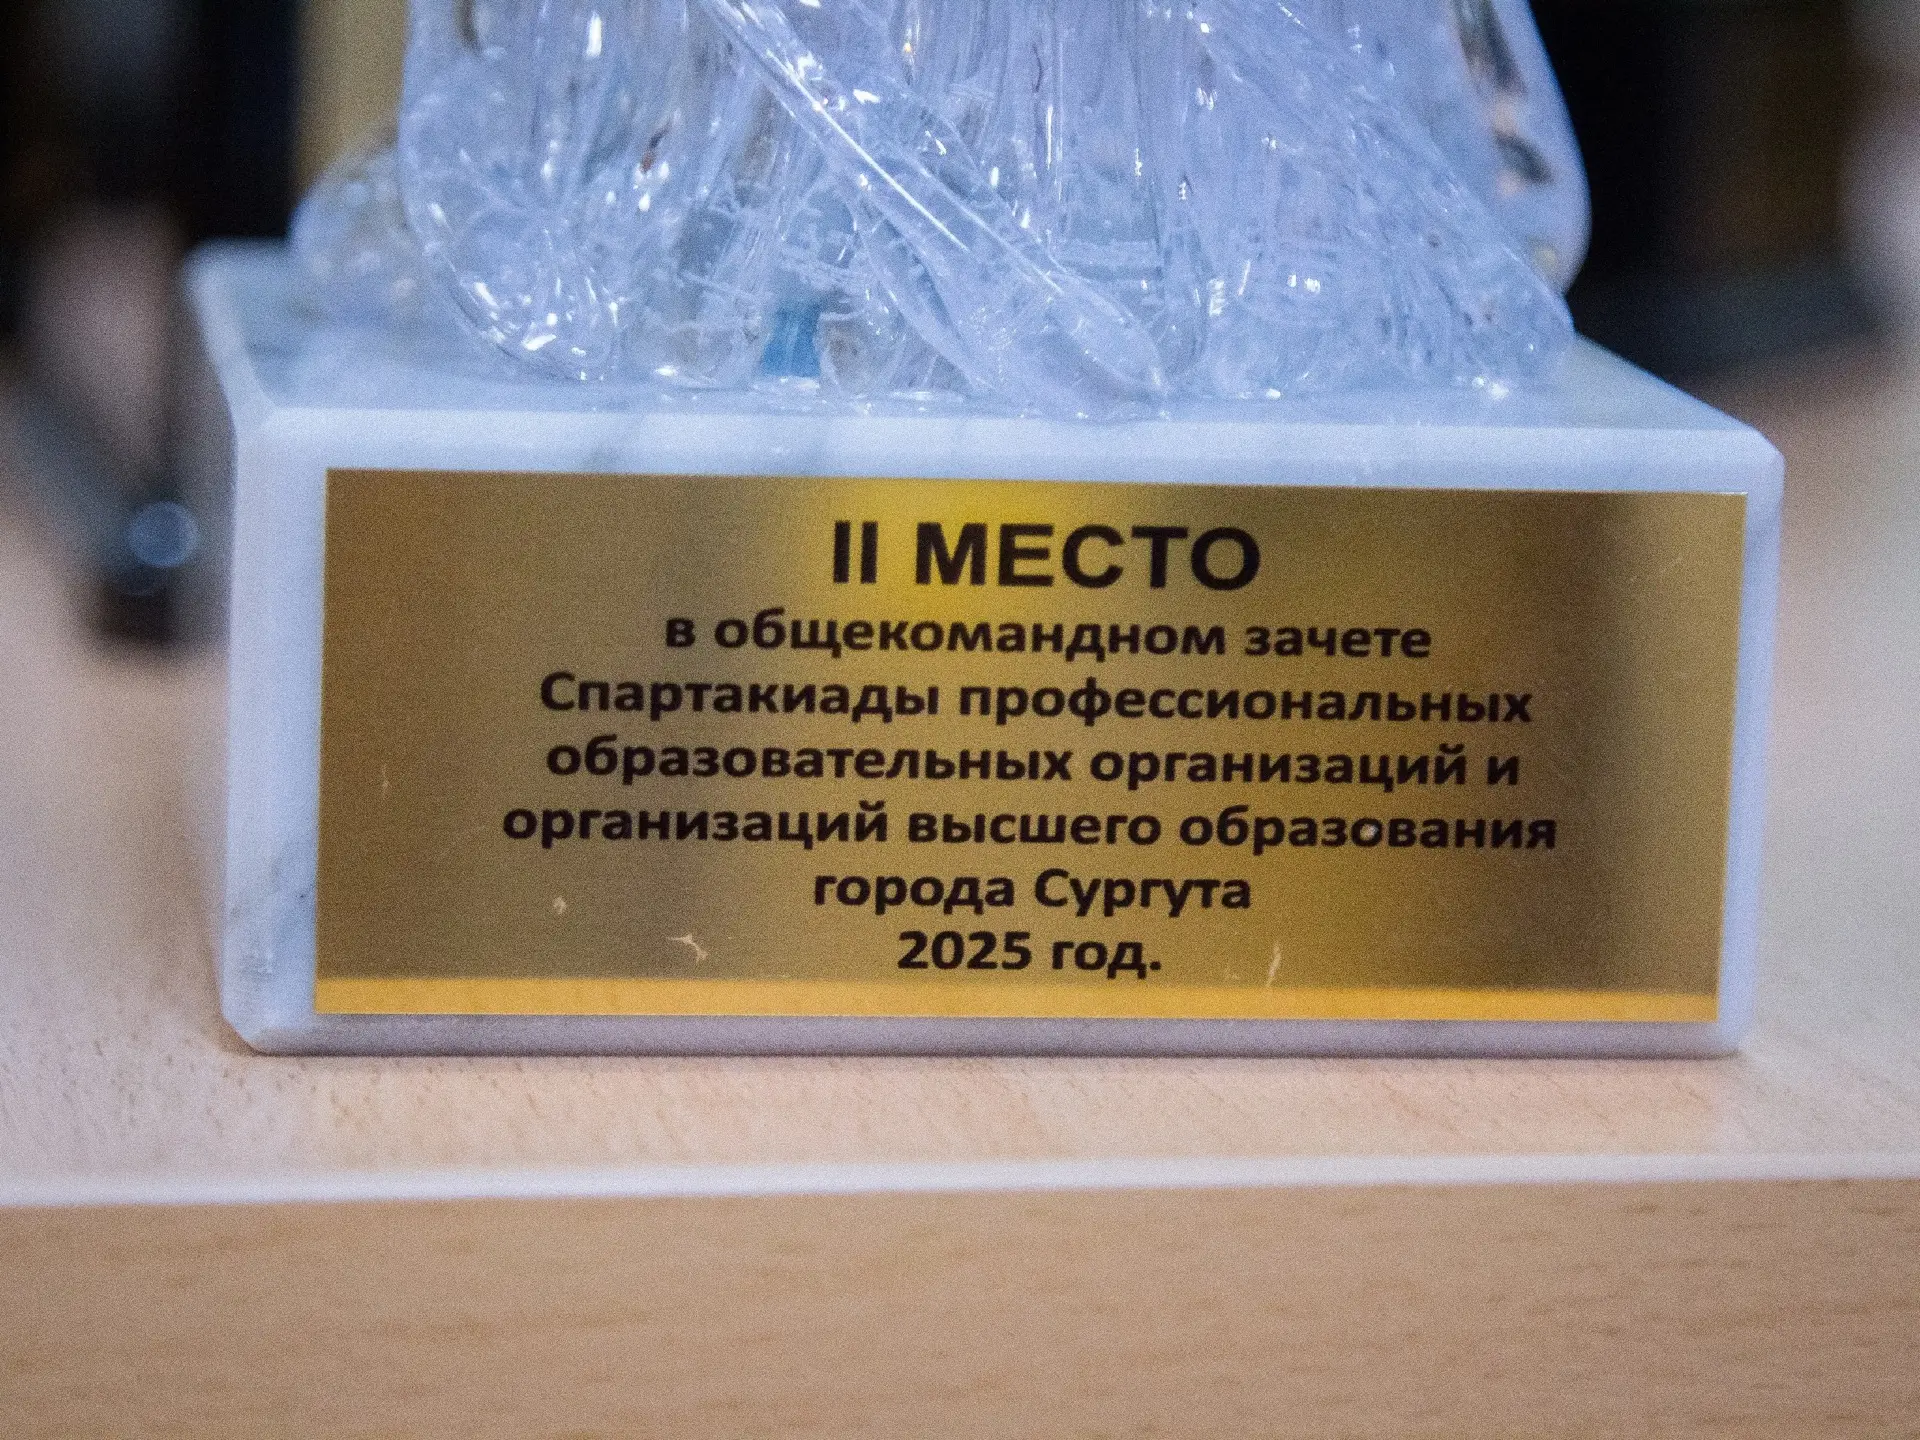 II МЕСТО
в общекомандном зачете
Спартакиады профессиональных
образовательных организаций и
организаций высшего образования
города Сургута
2025 год.